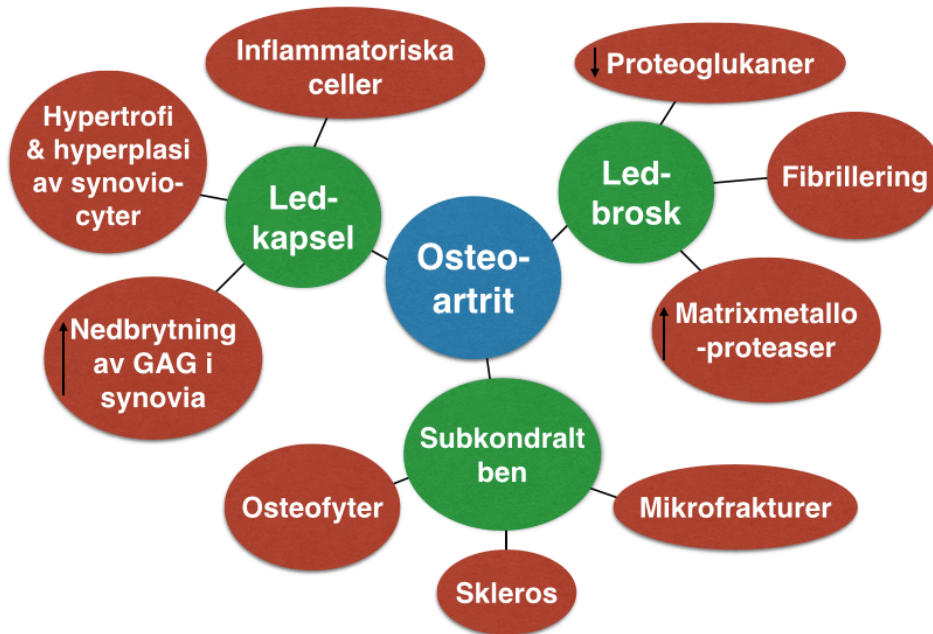 Inflammatoriska
celler
Proteoglukaner
Hypertrofi
& hyperplasi
av synovio-
cyter
Led-
kapsel
Led-
brosk
Fibrillering
Osteo-
artrit
Nedbrytning
av GAG i
synovia
Matrixmetallo
-proteaser
Subkondralt
ben
Osteofyter
Mikrofrakturer
Skleros